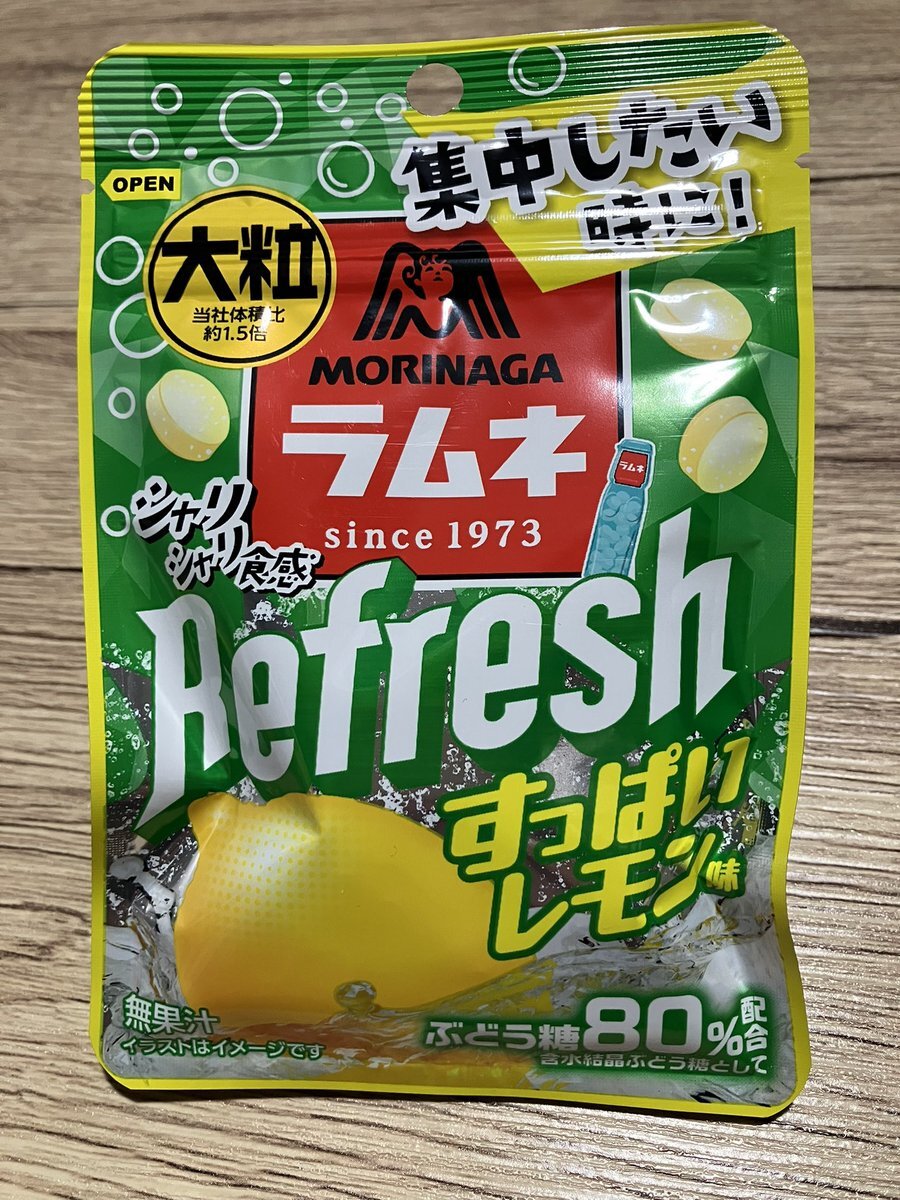 集中したい
時に!
OPEN
大粒
当社体積比
約1.5倍
MORINAGA
ラムネ
since 1973
ラムネ
シャリ
シャリ食感
Refresh
すっぱい
レモン味
無果汁
イラストはイメージです
ぶどう糖80%配合
含水結晶ぶどう糖として